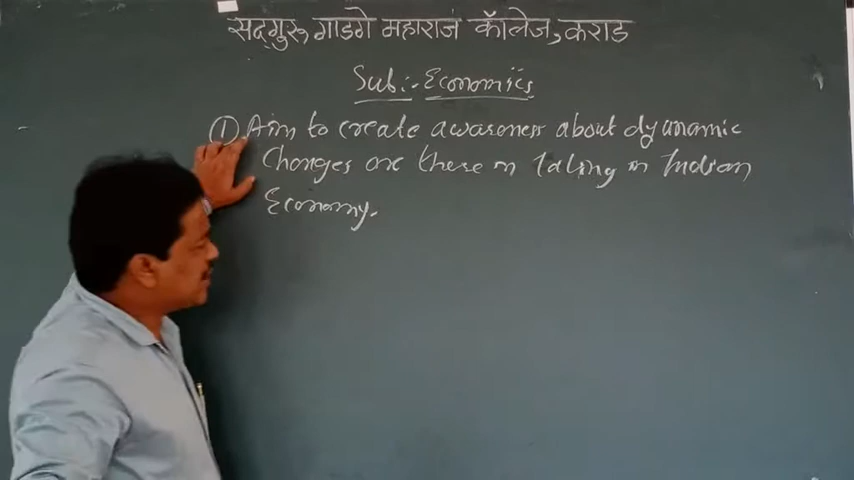 सद्गुरू गाडगे महाराज कॉलेज, कराड
Sub:- Economics
① Aim to create awareness about dynamic
Changes are there in taking in Indian
Economy.